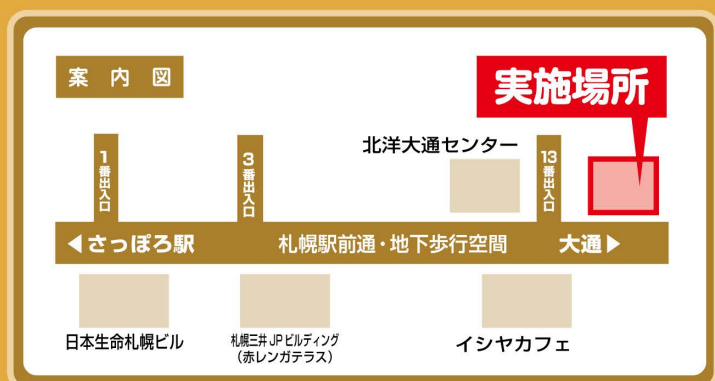 案内図
実施場所
北洋大通センター
1番出入口
3番出入口
13番出入口
◀さっぽろ駅
札幌駅前通・地下歩行空間
大通▶
日本生命札幌ビル
札幌三井JPビルディング
（赤レンガテラス）
イシヤカフェ